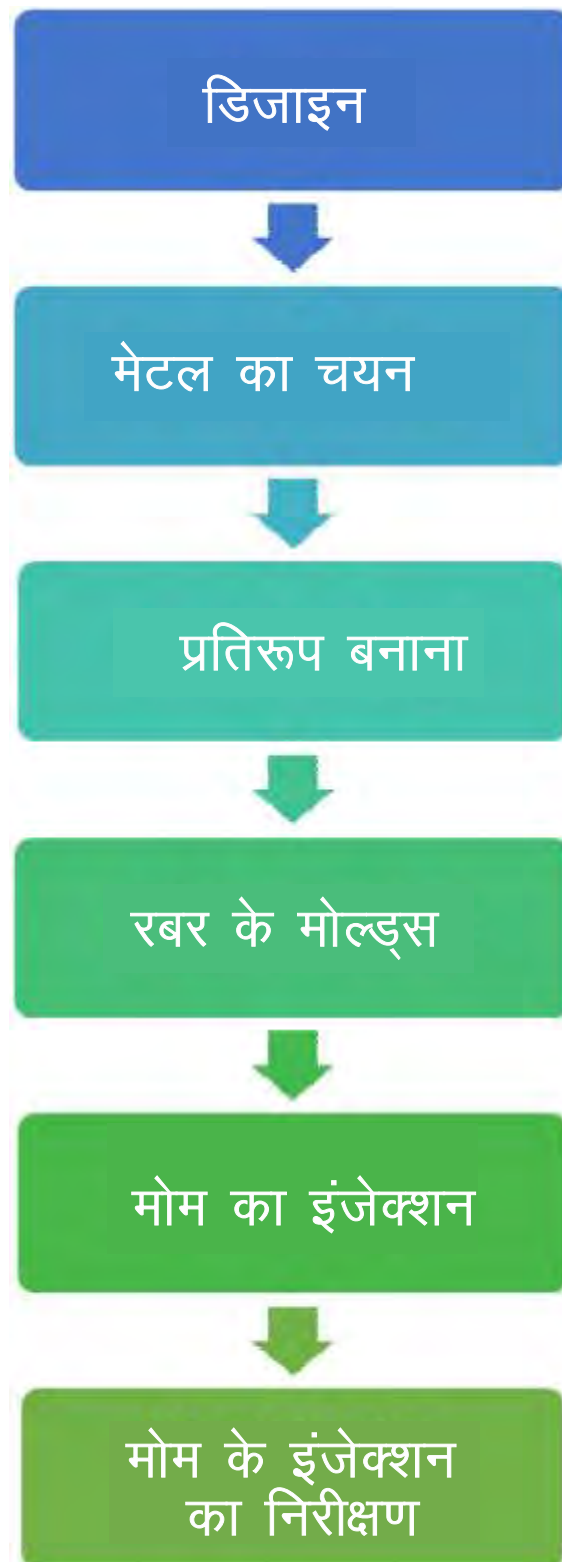 डिजाइन
मेटल का चयन
प्रतिरूप बनाना
रबर के मोल्ड्स
मोम का इंजेक्शन
मोम के इंजेक्शन
का निरीक्षण